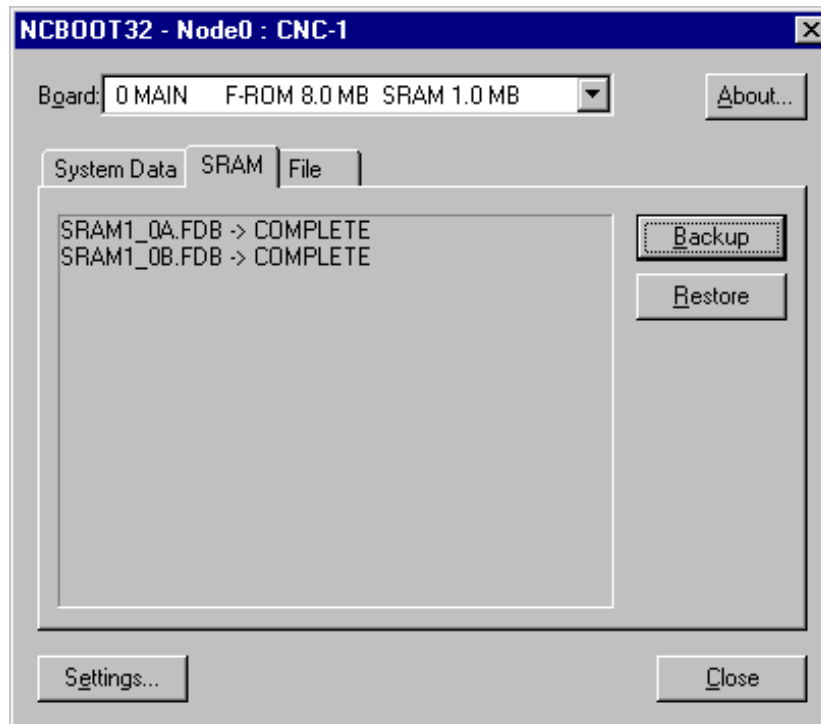 NCBOOT32 - Node0 : CNC-1
Board: 0 MAIN F-ROM 8.0 MB SRAM 1.0 MB About...
System Data SRAM File
SRAM1_0A.FDB -> COMPLETE
SRAM1_0B.FDB -> COMPLETE
Backup
Restore
Settings... Close